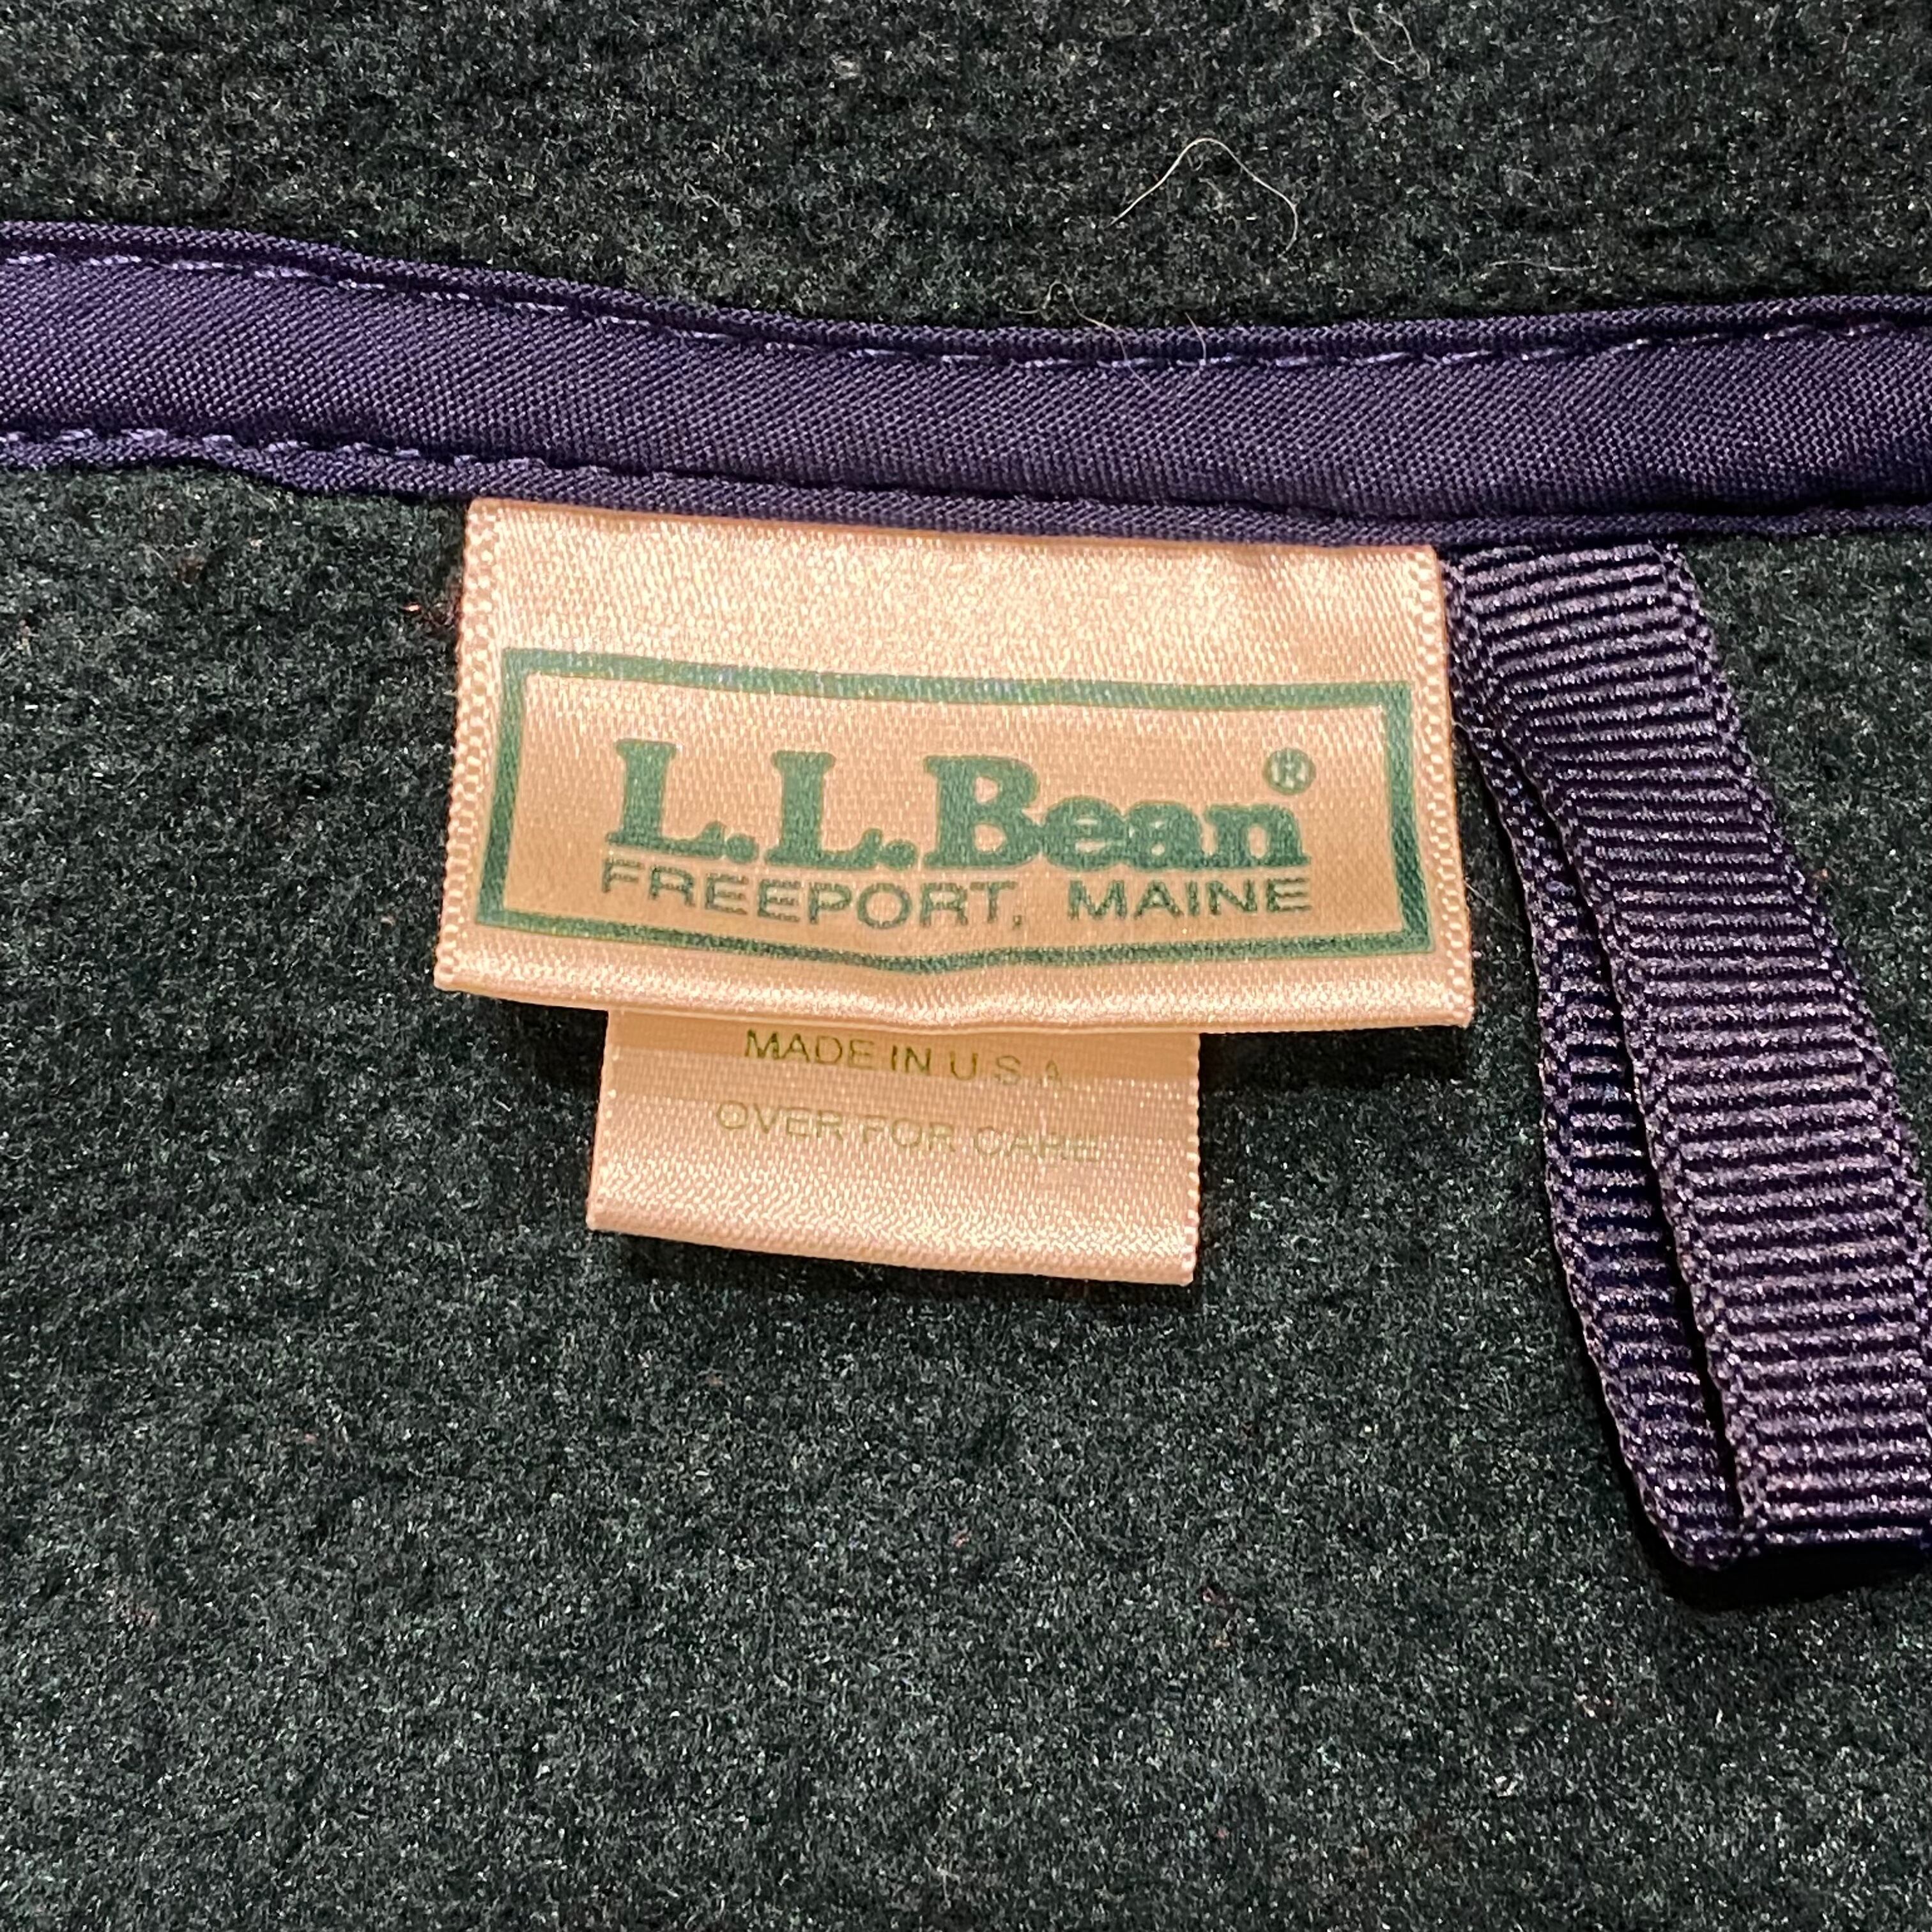 L.L.Bean®
FREEPORT, MAINE
MADE IN U.S.A.
OVER FOR CARE